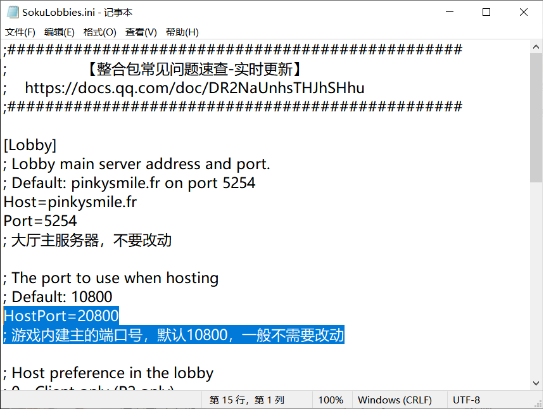 SokuLobbies.ini - 记事本
文件(F) 编辑(E) 格式(O) 查看(V) 帮助(H)
;##################################################
; 【整合包常见问题速查-实时更新】
; https://docs.qq.com/doc/DR2NaUnhsTHJhSHhu
;##################################################
[Lobby]
; Lobby main server address and port.
; Default: pinkysmile.fr on port 5254
Host=pinkysmile.fr
Port=5254
; 大厅主服务器，不要改动
; The port to use when hosting
; Default: 10800
HostPort=20800
; 游戏内建主的端口号，默认10800，一般不需要改动
; Host preference in the lobby
; 0 - Client only (P2 only)
第 15 行，第 1 列 100% Windows (CRLF) UTF-8